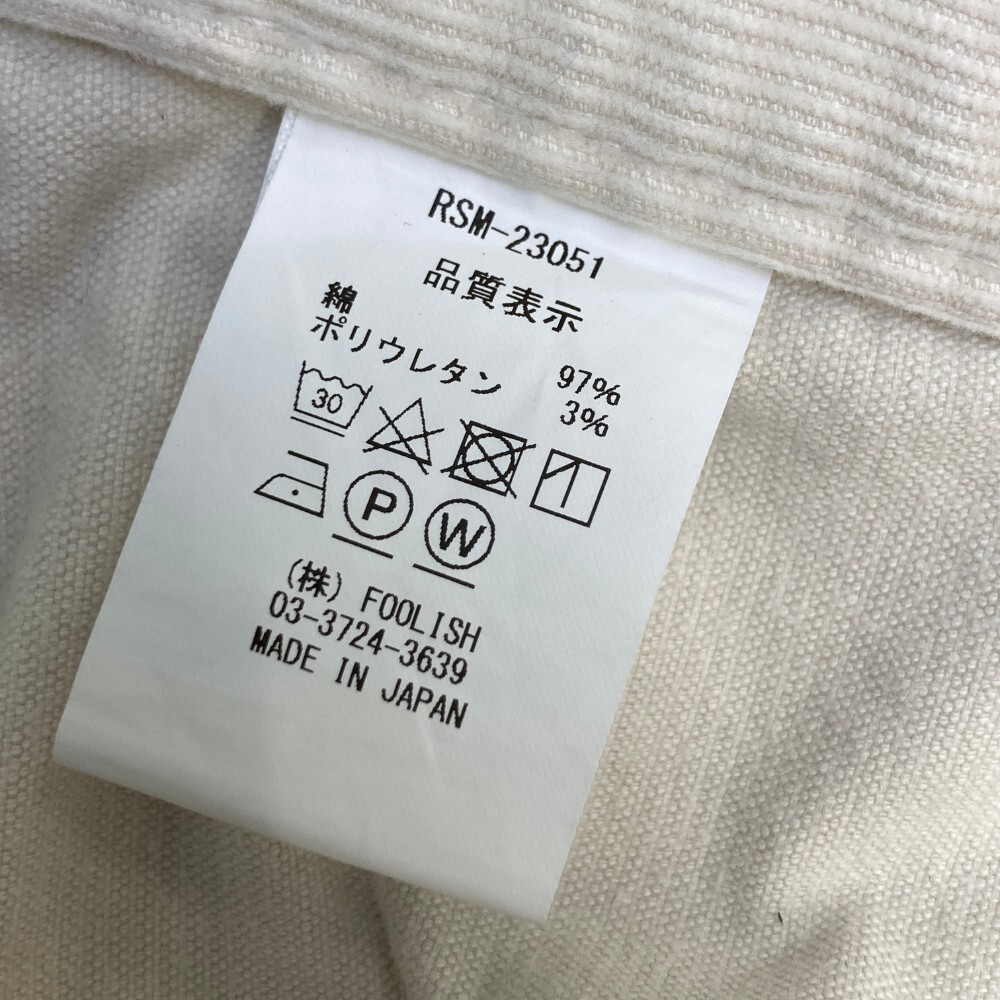 RSM-23051
品質表示
綿 97%
ポリウレタン 3%
30
P W
(株) FOOLISH
03-3724-3639
MADE IN JAPAN